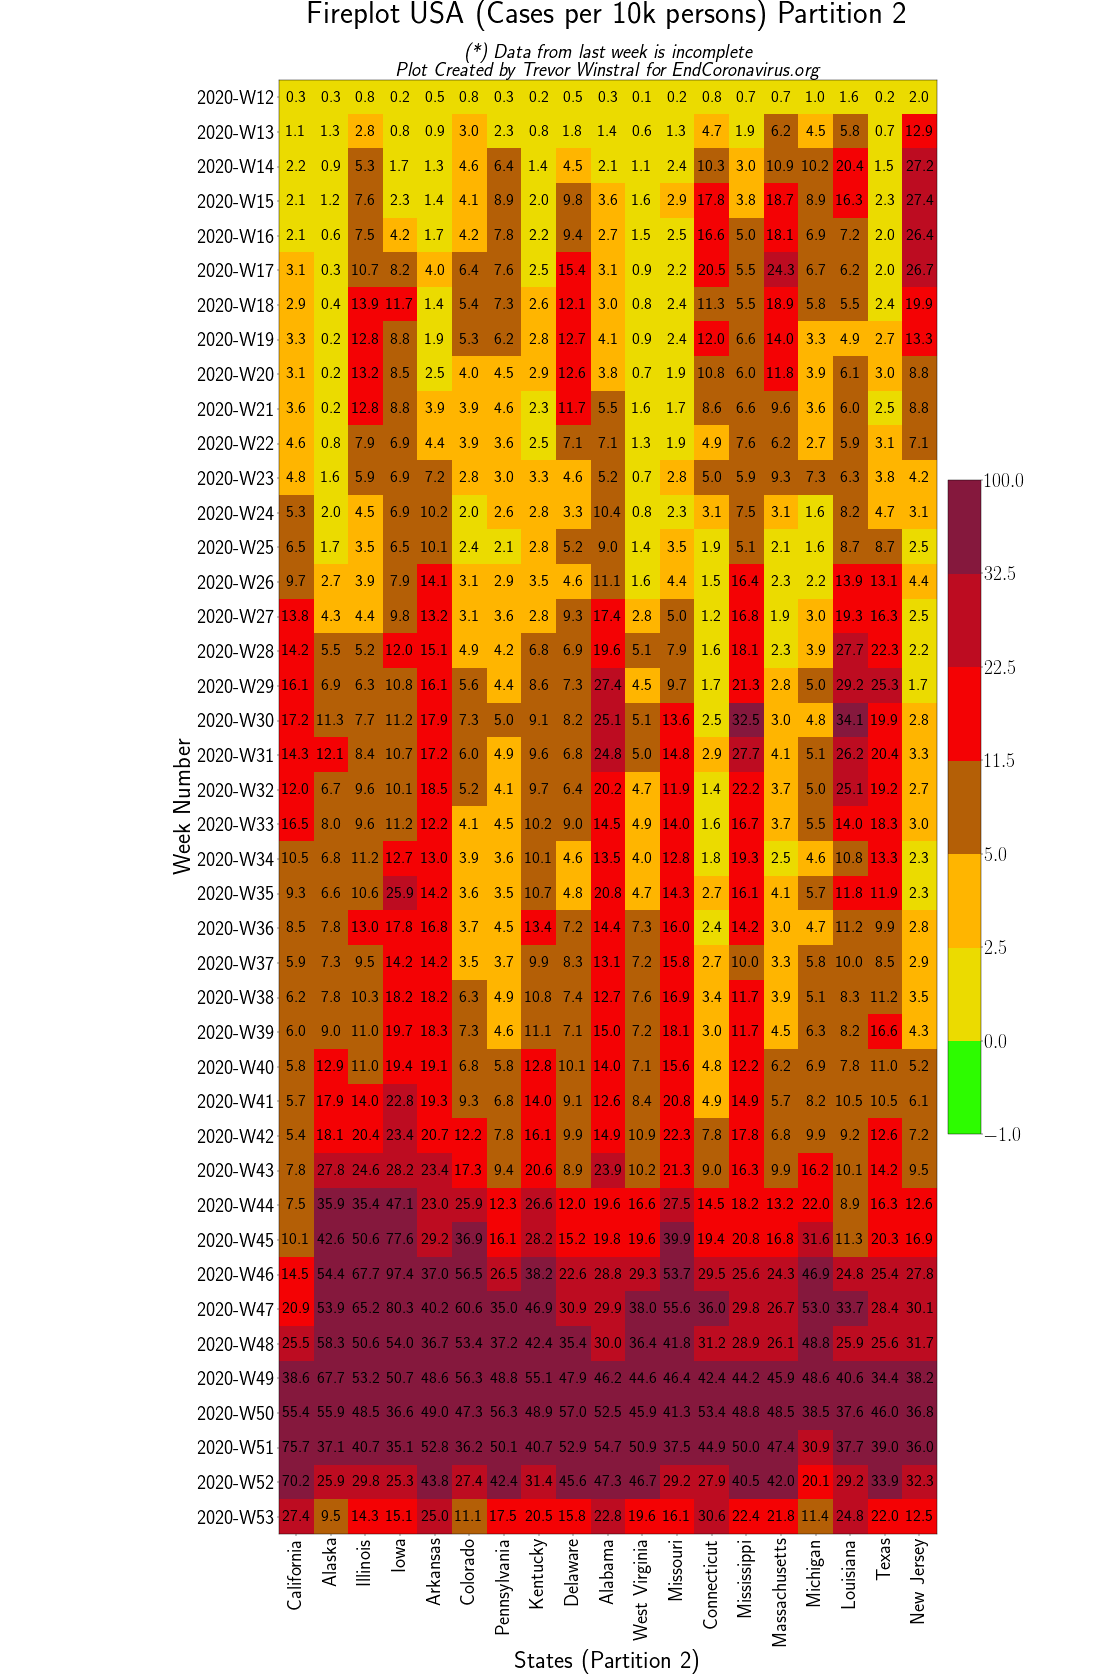 Fireplot USA (Cases per 10k persons) Partition 2
(*) Data from last week is incomplete
Plot Created by Trevor Winstral for EndCoronavirus.org
2020-W12 0.3 0.3 0.8 0.2 0.5 0.8 0.3 0.2 0.5 0.3 0.1 0.2 0.8 0.7 0.7 1.0 1.6 0.2 2.0
2020-W13 1.1 1.3 2.8 0.8 0.9 3.0 2.3 0.8 1.8 1.4 0.6 1.3 4.7 1.9 6.2 4.5 5.8 0.7 12.9
2020-W14 2.2 0.9 5.3 1.7 1.3 4.6 6.4 1.4 4.5 2.1 1.1 2.4 10.3 3.0 10.9 10.2 20.4 1.5 27.2
2020-W15 2.1 1.2 7.6 2.3 1.4 4.1 8.9 2.0 9.8 3.6 1.6 2.9 17.8 3.8 18.7 8.9 16.3 2.3 27.4
2020-W16 2.1 0.6 7.5 4.2 1.7 4.2 7.8 2.2 9.4 2.7 1.5 2.5 16.6 5.0 18.1 6.9 7.2 2.0 26.4
2020-W17 3.1 0.3 10.7 8.2 4.0 6.4 7.6 2.5 15.4 3.1 0.9 2.2 20.5 5.5 24.3 6.7 6.2 2.0 26.7
2020-W18 2.9 0.4 13.9 11.7 1.4 5.4 7.3 2.6 12.1 3.0 0.8 2.4 11.3 5.5 18.9 5.8 5.5 2.4 19.9
2020-W19 3.3 0.2 12.8 8.8 1.9 5.3 6.2 2.8 12.7 4.1 0.9 2.4 12.0 6.6 14.0 3.3 4.9 2.7 13.3
2020-W20 3.1 0.2 13.2 8.5 2.5 4.0 4.5 2.9 12.6 3.8 0.7 1.9 10.8 6.0 11.8 3.9 6.1 3.0 8.8
2020-W21 3.6 0.2 12.8 8.8 3.9 3.9 4.6 2.3 11.7 5.5 1.6 1.7 8.6 6.6 9.6 3.6 6.0 2.5 8.8
2020-W22 4.6 0.8 7.9 6.9 4.4 3.9 3.6 2.5 7.1 7.1 1.3 1.9 4.9 7.6 6.2 2.7 5.9 3.1 7.1
2020-W23 4.8 1.6 5.9 6.9 7.2 2.8 3.0 3.3 4.6 5.2 0.7 2.8 5.0 5.9 9.3 7.3 6.3 3.8 4.2
100.0
2020-W24 5.3 2.0 4.5 6.9 10.2 2.0 2.6 2.8 3.3 10.4 0.8 2.3 3.1 7.5 3.1 1.6 8.2 4.7 3.1
2020-W25 6.5 1.7 3.5 6.5 10.1 2.4 2.1 2.8 5.2 9.0 1.4 3.5 1.9 5.1 2.1 1.6 8.7 8.7 2.5
32.5
2020-W26 9.7 2.7 3.9 7.9 14.1 3.1 2.9 3.5 4.6 11.1 1.6 4.4 1.5 16.4 2.3 2.2 13.9 13.1 4.4
2020-W27 13.8 4.3 4.4 9.8 13.2 3.1 3.6 2.8 9.3 17.4 2.8 5.0 1.2 16.8 1.9 3.0 19.3 16.3 2.5
2020-W28 14.2 5.5 5.2 12.0 15.1 4.9 4.2 6.8 6.9 19.6 5.1 7.9 1.6 18.1 2.3 3.9 27.7 22.3 2.2
22.5
2020-W29 16.1 6.9 6.3 10.8 16.1 5.6 4.4 8.6 7.3 27.4 4.5 9.7 1.7 21.3 2.8 5.0 29.2 25.3 1.7
2020-W30 17.2 11.3 7.7 11.2 17.9 7.3 5.0 9.1 8.2 25.1 5.1 13.6 2.5 32.5 3.0 4.8 34.1 19.9 2.8
2020-W31 14.3 12.1 8.4 10.7 17.2 6.0 4.9 9.6 6.8 24.8 5.0 14.8 2.9 27.7 4.1 5.1 26.2 20.4 3.3
11.5
2020-W32 12.0 6.7 9.6 10.1 18.5 5.2 4.1 9.7 6.4 20.2 4.7 11.9 1.4 22.2 3.7 5.0 25.1 19.2 2.7
Week Number
2020-W33 16.5 8.0 9.6 11.2 12.2 4.1 4.5 10.2 9.0 14.5 4.9 14.0 1.6 16.7 3.7 5.5 14.0 18.3 3.0
5.0
2020-W34 10.5 6.8 11.2 12.7 13.0 3.9 3.6 10.1 4.6 13.5 4.0 12.8 1.8 19.3 2.5 4.6 10.8 13.3 2.3
2020-W35 9.3 6.6 10.6 25.9 14.2 3.6 3.5 10.7 4.8 20.8 4.7 14.3 2.7 16.1 4.1 5.7 11.8 11.9 2.3
2020-W36 8.5 7.8 13.0 17.8 16.8 3.7 4.5 13.4 7.2 14.4 7.3 16.0 2.4 14.2 3.0 4.7 11.2 9.9 2.8
2.5
2020-W37 5.9 7.3 9.5 14.2 14.2 3.5 3.7 9.9 8.3 13.1 7.2 15.8 2.7 10.0 3.3 5.8 10.0 8.5 2.9
2020-W38 6.2 7.8 10.3 18.2 18.2 6.3 4.9 10.8 7.4 12.7 7.6 16.9 3.4 11.7 3.9 5.1 8.3 11.2 3.5
2020-W39 6.0 9.0 11.0 19.7 18.3 7.3 4.6 11.1 7.1 15.0 7.2 18.1 3.0 11.7 4.5 6.3 8.2 16.6 4.3
0.0
2020-W40 5.8 12.9 11.0 19.4 19.1 6.8 5.8 12.8 10.1 14.0 7.1 15.6 4.8 12.2 6.2 6.9 7.8 11.0 5.2
2020-W41 5.7 17.9 14.0 22.8 19.3 9.3 6.8 14.0 9.1 12.6 8.4 20.8 4.9 14.9 5.7 8.2 10.5 10.5 6.1
2020-W42 5.4 18.1 20.4 23.4 20.7 12.2 7.8 16.1 9.9 14.9 10.9 22.3 7.8 17.8 6.8 9.9 9.2 12.6 7.2
−1.0
2020-W43 7.8 27.8 24.6 28.2 23.4 17.3 9.4 20.6 8.9 23.9 10.2 21.3 9.0 16.3 9.9 16.2 10.1 14.2 9.5
2020-W44 7.5 35.9 35.4 47.1 23.0 25.9 12.3 26.6 12.0 19.6 16.6 27.5 14.5 18.2 13.2 22.0 8.9 16.3 12.6
2020-W45 10.1 42.6 50.6 77.6 29.2 36.9 16.1 28.2 15.2 19.8 19.6 39.9 19.4 20.8 16.8 31.6 11.3 20.3 16.9
2020-W46 14.5 54.4 67.7 97.4 37.0 56.5 26.5 38.2 22.6 28.8 29.3 53.7 29.5 25.6 24.3 46.9 24.8 25.4 27.8
2020-W47 20.9 53.9 65.2 80.3 40.2 60.6 35.0 46.9 30.9 29.9 38.0 55.6 36.0 29.8 26.7 53.0 33.7 28.4 30.1
2020-W48 25.5 58.3 50.6 54.0 36.7 53.4 37.2 42.4 35.4 30.0 36.4 41.8 31.2 28.9 26.1 48.8 25.9 25.6 31.7
2020-W49 38.6 67.7 53.2 50.7 48.6 56.3 48.8 55.1 47.9 46.2 44.6 46.4 42.4 44.2 45.9 48.6 40.6 34.4 38.2
2020-W50 55.4 55.9 48.5 36.6 49.0 47.3 56.3 48.9 57.0 52.5 45.9 41.3 53.4 48.8 48.5 38.5 37.6 46.0 36.8
2020-W51 75.7 37.1 40.7 35.1 52.8 36.2 50.1 40.7 52.9 54.7 50.9 37.5 44.9 50.0 47.4 30.9 37.7 39.0 36.0
2020-W52 70.2 25.9 29.8 25.3 43.8 27.4 42.4 31.4 45.6 47.3 46.7 29.2 27.9 40.5 42.0 20.1 29.2 33.9 32.3
2020-W53 27.4 9.5 14.3 15.1 25.0 11.1 17.5 20.5 15.8 22.8 19.6 16.1 30.6 22.4 21.8 11.4 24.8 22.0 12.5
California Alaska Illinois Iowa Arkansas Colorado Pennsylvania Kentucky Delaware Alabama West Virginia Missouri Connecticut Mississippi Massachusetts Michigan Louisiana Texas New Jersey
States (Partition 2)